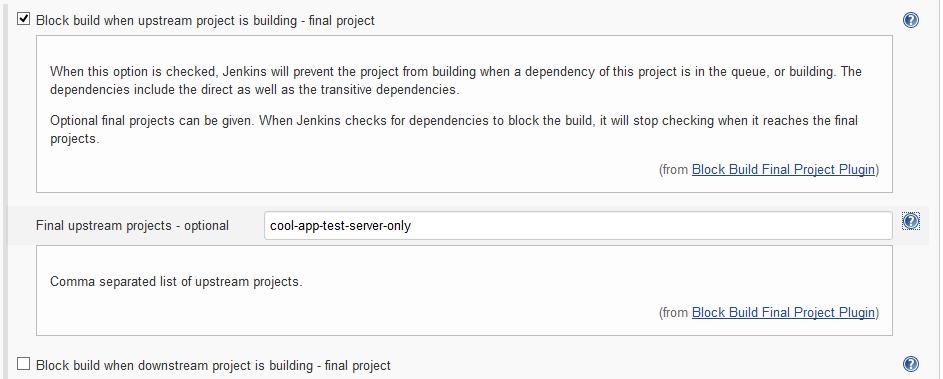 Block build when upstream project is building - final project
When this option is checked, Jenkins will prevent the project from building when a dependency of this project is in the queue, or building. The
dependencies include the direct as well as the transitive dependencies.
Optional final projects can be given. When Jenkins checks for dependencies to block the build, it will stop checking when it reaches the final
projects.
(from Block Build Final Project Plugin)
Final upstream projects - optional cool-app-test-server-only
Comma separated list of upstream projects.
(from Block Build Final Project Plugin)
Block build when downstream project is building - final project